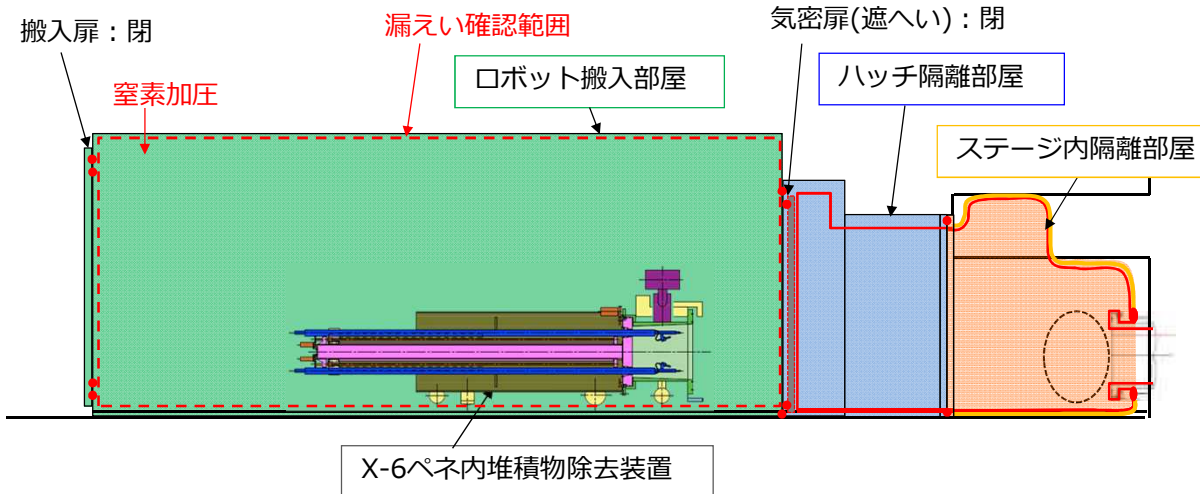 搬入扉：閉
漏えい確認範囲
気密扉(遮へい)：閉
窒素加圧
ロボット搬入部屋
ハッチ隔離部屋
ステージ内隔離部屋
X-6ペネ内堆積物除去装置